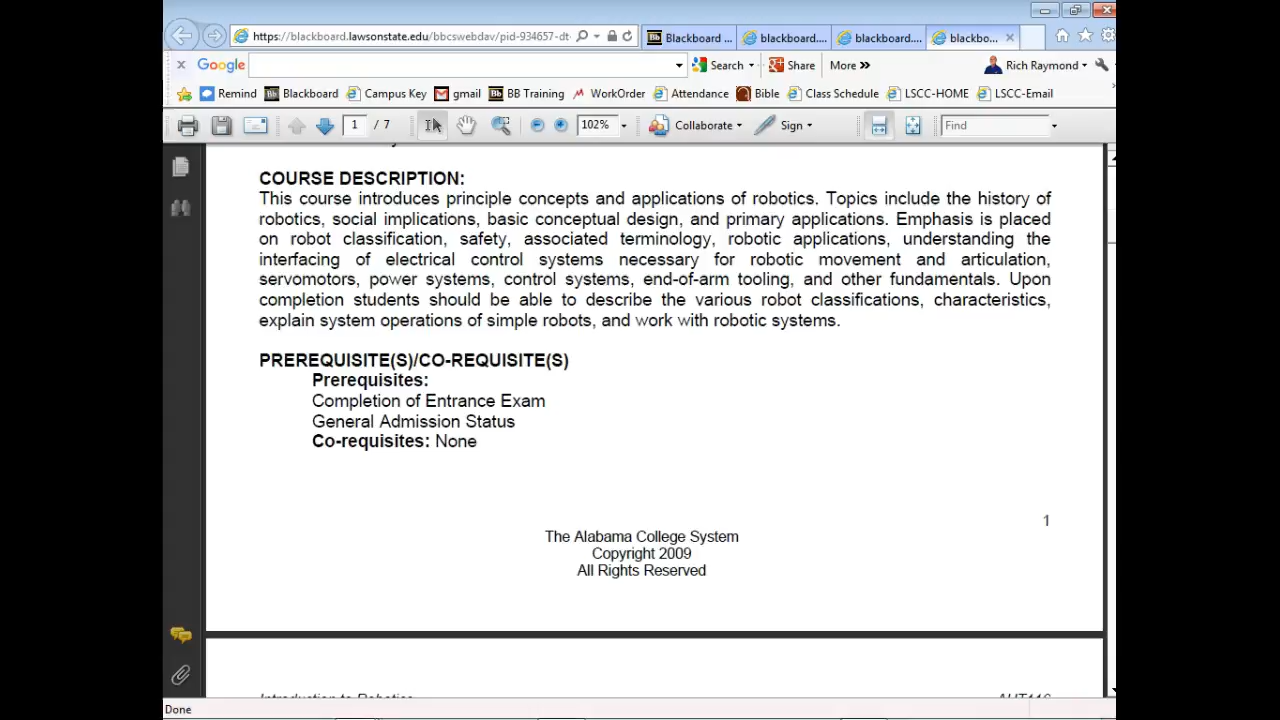 https://blackboard.lawsonstate.edu/bbcswebdav/pid-934657-dt
Blackboard ...
blackboard....
blackboard....
blackbo...
Google
Search
Share
More »
Rich Raymond
Remind
Blackboard
Campus Key
gmail
BB Training
WorkOrder
Attendance
Bible
Class Schedule
LSCC-HOME
LSCC-Email
1 / 7
102%
Collaborate
Sign
Find
COURSE DESCRIPTION:
This course introduces principle concepts and applications of robotics. Topics include the history of
robotics, social implications, basic conceptual design, and primary applications. Emphasis is placed
on robot classification, safety, associated terminology, robotic applications, understanding the
interfacing of electrical control systems necessary for robotic movement and articulation,
servomotors, power systems, control systems, end-of-arm tooling, and other fundamentals. Upon
completion students should be able to describe the various robot classifications, characteristics,
explain system operations of simple robots, and work with robotic systems.
PREREQUISITE(S)/CO-REQUISITE(S)
Prerequisites:
Completion of Entrance Exam
General Admission Status
Co-requisites: None
1
The Alabama College System
Copyright 2009
All Rights Reserved
Introduction to Robotics
AUT116
Done